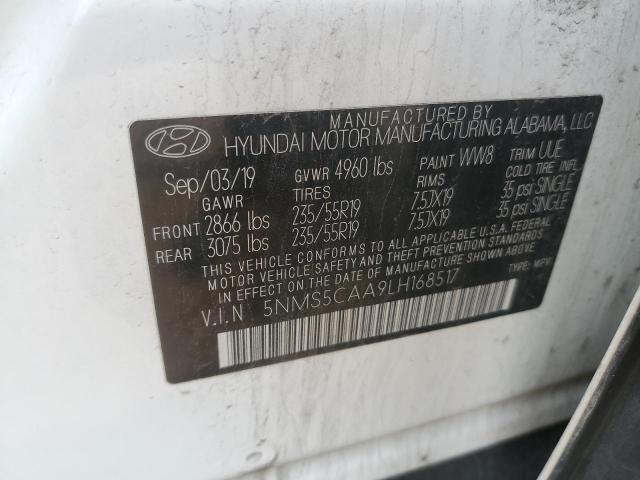 MANUFACTURED BY
HYUNDAI MOTOR MANUFACTURING ALABAMA, LLC
Sep/03/19 GVWR 4960 lbs PAINT WW8 TRIM UUE
GAWR TIRES RIMS COLD TIRE INFL.
FRONT 2866 lbs 235/55R19 7.5JX19 35 psi SINGLE
REAR 3075 lbs 235/55R19 7.5JX19 35 psi SINGLE
THIS VEHICLE CONFORMS TO ALL APPLICABLE U.S.A. FEDERAL
MOTOR VEHICLE SAFETY AND THEFT PREVENTION STANDARDS
IN EFFECT ON THE DATE OF MANUFACTURE SHOWN ABOVE.
V.I.N 5NMS5CAA9LH168517 TYPE: MPV